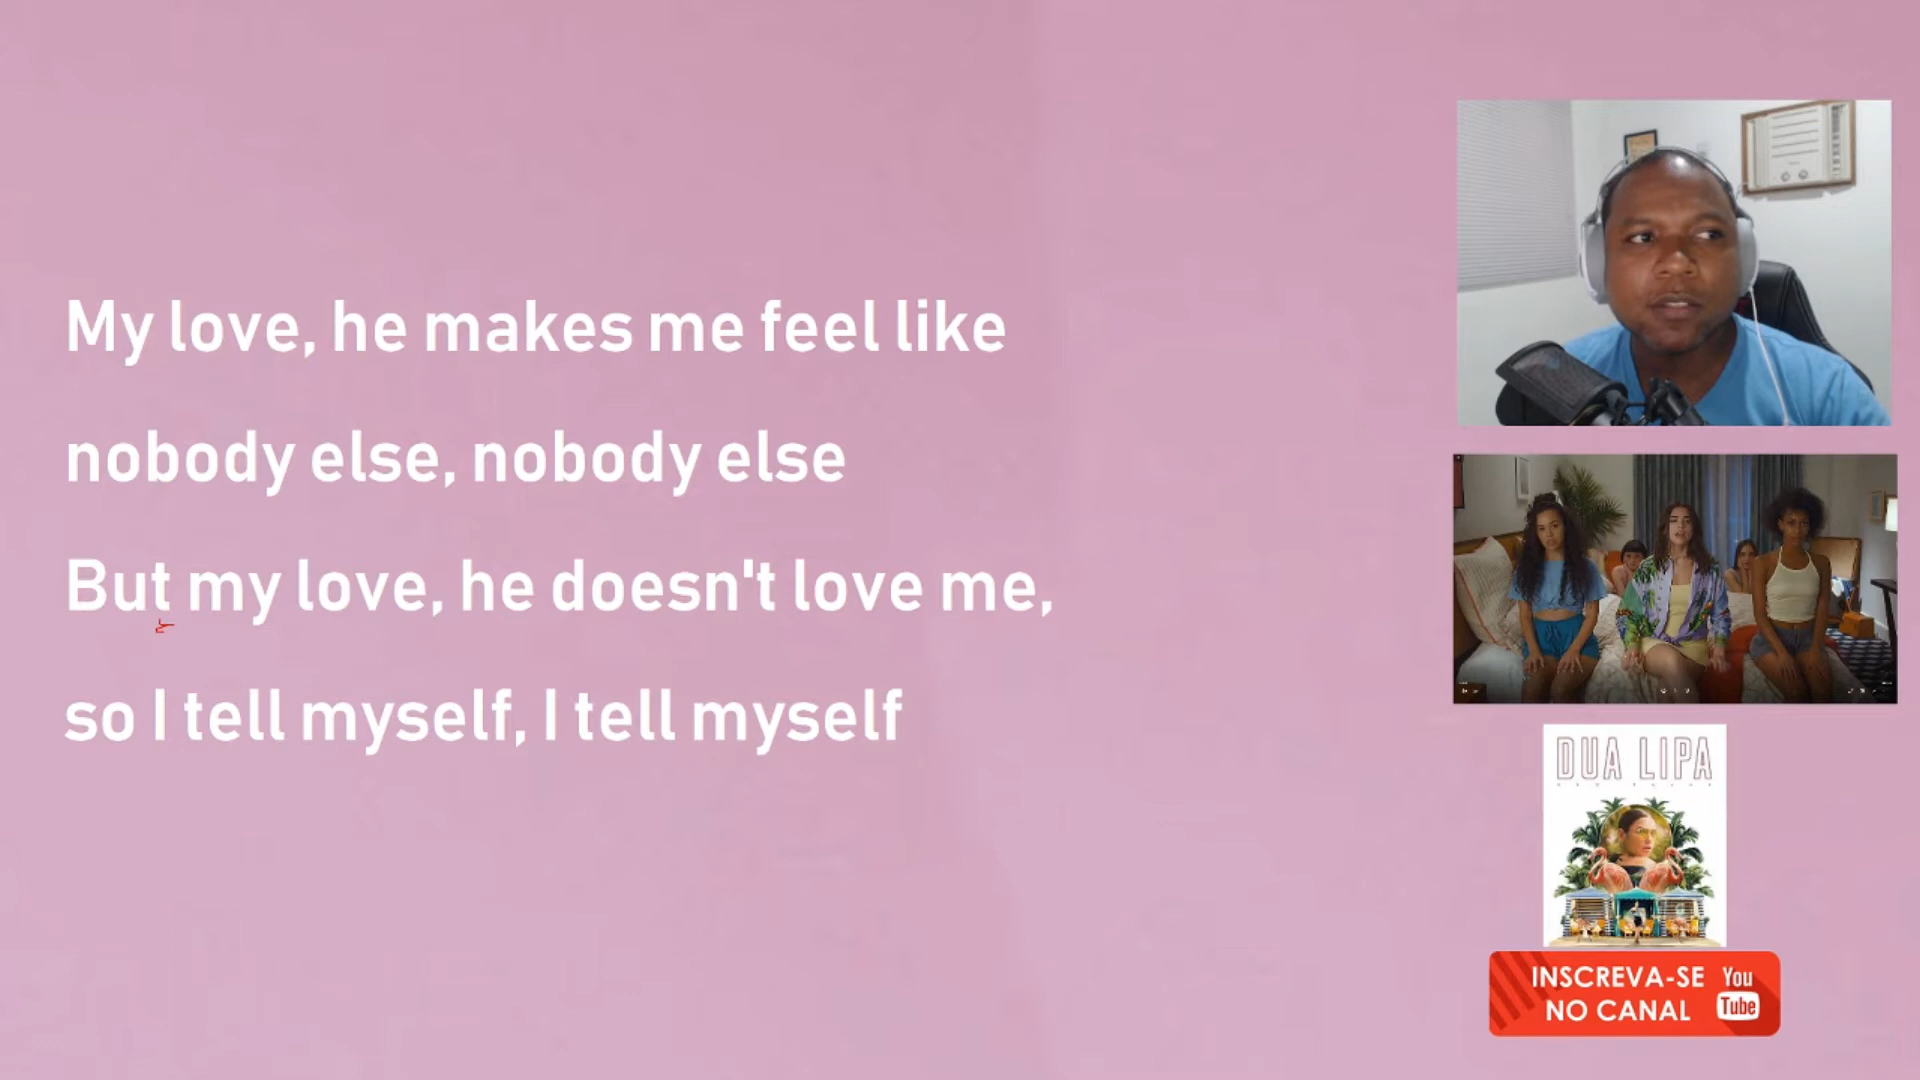 My love, he makes me feel like
nobody else, nobody else
But my love, he doesn't love me,
so I tell myself, I tell myself
DUA LIPA
INSCREVA-SE
NO CANAL
You
Tube